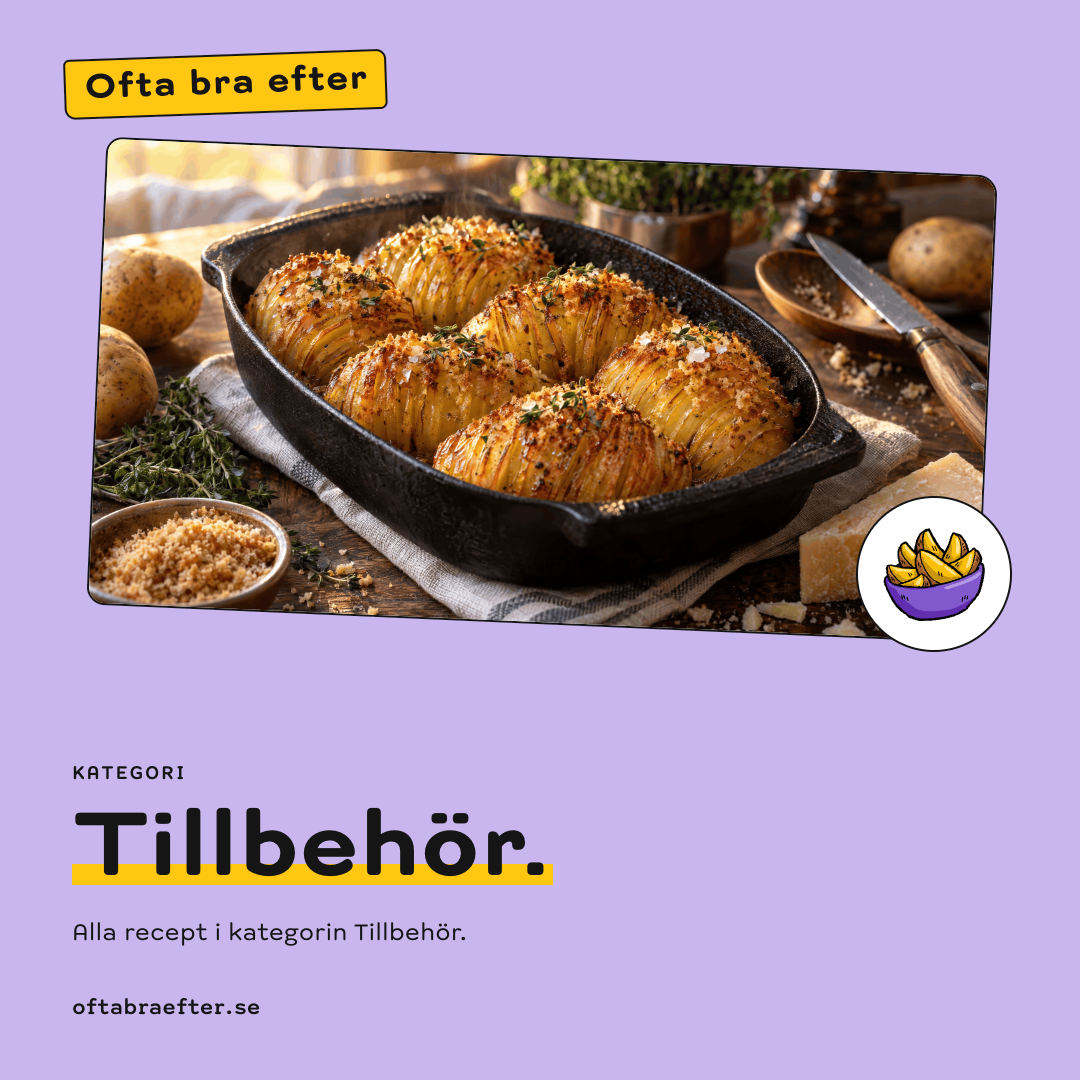 Ofta bra efter
KATEGORI
Tillbehör.
Alla recept i kategorin Tillbehör.
oftabraefter.se